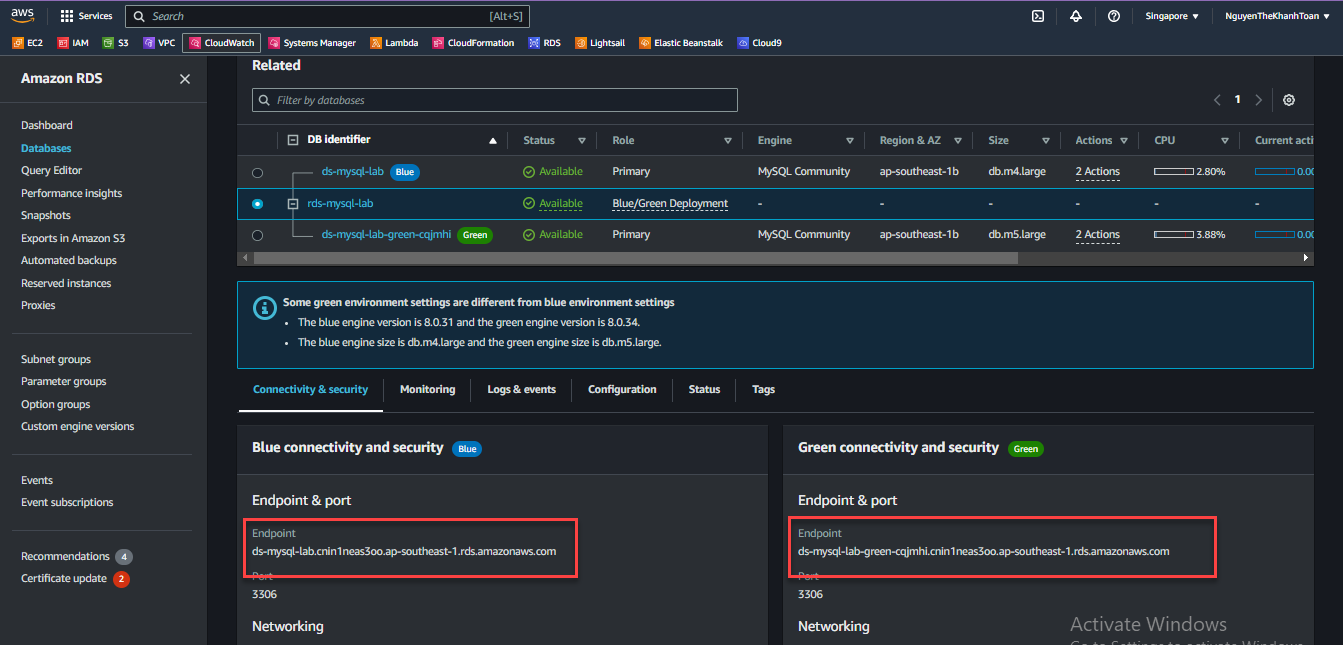 aws Services Search [Alt+S] Singapore ▼ NguyenTheKhanhToan ▼
EC2 IAM S3 VPC CloudWatch Systems Manager Lambda CloudFormation RDS Lightsail Elastic Beanstalk Cloud9
Amazon RDS
Dashboard
Databases
Query Editor
Performance insights
Snapshots
Exports in Amazon S3
Automated backups
Reserved instances
Proxies
Subnet groups
Parameter groups
Option groups
Custom engine versions
Events
Event subscriptions
Recommendations 4
Certificate update 2
Related
Filter by databases
1
DB identifier Status Role Engine Region & AZ Size Actions CPU Current acti
ds-mysql-lab Blue Available Primary MySQL Community ap-southeast-1b db.m4.large 2 Actions 2.80% 0.00
rds-mysql-lab Available Blue/Green Deployment - - - - - -
ds-mysql-lab-green-cqjmhi Green Available Primary MySQL Community ap-southeast-1b db.m5.large 2 Actions 3.88% 0.00
Some green environment settings are different from blue environment settings
• The blue engine version is 8.0.31 and the green engine version is 8.0.34.
• The blue engine size is db.m4.large and the green engine size is db.m5.large.
Connectivity & security Monitoring Logs & events Configuration Status Tags
Blue connectivity and security Blue
Endpoint & port
Endpoint
ds-mysql-lab.cnin1neas3oo.ap-southeast-1.rds.amazonaws.com
Port
3306
Networking
Green connectivity and security Green
Endpoint & port
Endpoint
ds-mysql-lab-green-cqjmhi.cnin1neas3oo.ap-southeast-1.rds.amazonaws.com
Port
3306
Networking
Activate Windows
Go to Settings to activate Windows.